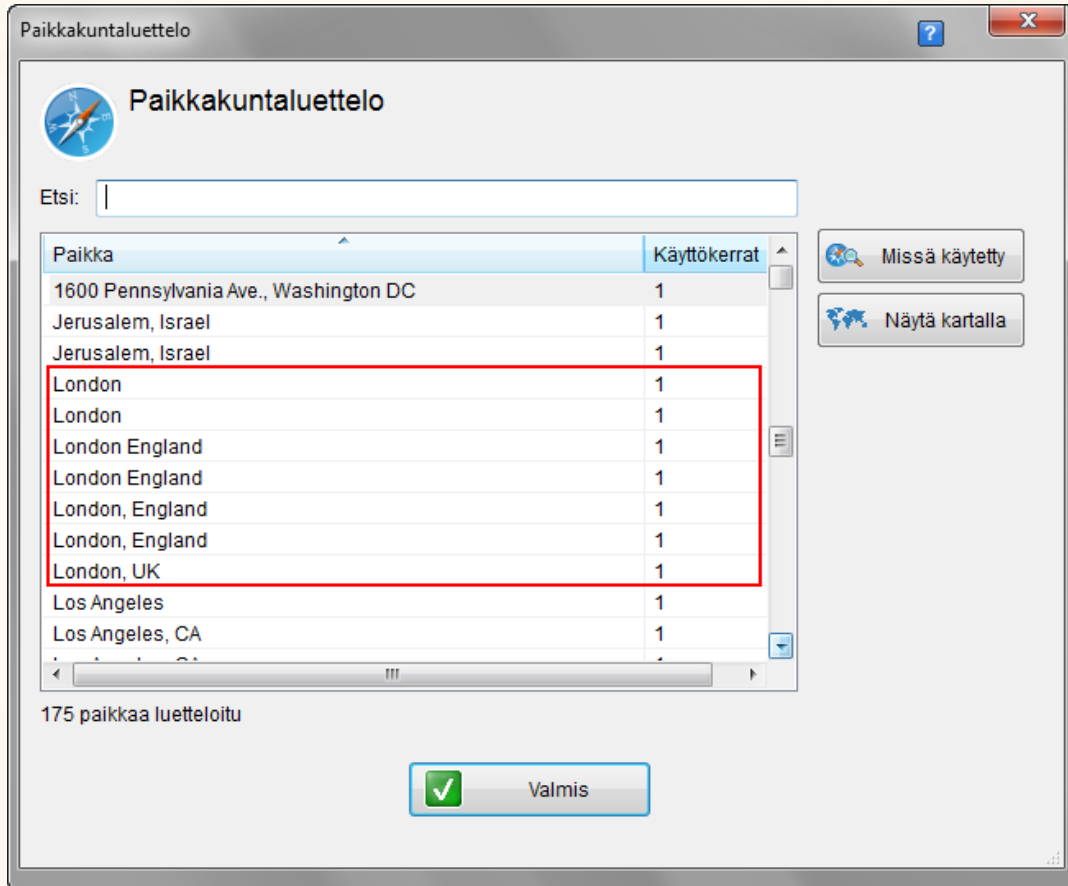 Paikkakuntaluettelo
Paikkakuntaluettelo
Etsi:
Paikka Käyttökerrat
Missä käytetty
1600 Pennsylvania Ave., Washington DC 1
Jerusalem, Israel 1
Näytä kartalla
Jerusalem, Israel 1
London 1
London 1
London England 1
London England 1
London, England 1
London, England 1
London, UK 1
Los Angeles 1
Los Angeles, CA 1
175 paikkaa luetteloitu
Valmis